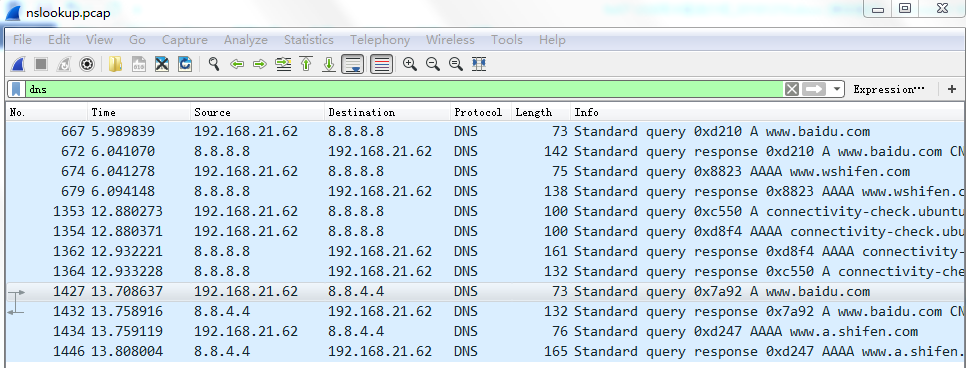 nslookup.pcap
File Edit View Go Capture Analyze Statistics Telephony Wireless Tools Help
dns Expression… +
No. Time Source Destination Protocol Length Info
667 5.989839 192.168.21.62 8.8.8.8 DNS 73 Standard query 0xd210 A www.baidu.com
672 6.041070 8.8.8.8 192.168.21.62 DNS 142 Standard query response 0xd210 A www.baidu.com CN
674 6.041278 192.168.21.62 8.8.8.8 DNS 75 Standard query 0x8823 AAAA www.wshifen.com
679 6.094148 8.8.8.8 192.168.21.62 DNS 138 Standard query response 0x8823 AAAA www.wshifen.c
1353 12.880273 192.168.21.62 8.8.8.8 DNS 100 Standard query 0xc550 A connectivity-check.ubuntu
1354 12.880371 192.168.21.62 8.8.8.8 DNS 100 Standard query 0xd8f4 AAAA connectivity-check.ubu
1362 12.932221 8.8.8.8 192.168.21.62 DNS 161 Standard query response 0xd8f4 AAAA connectivity-
1364 12.933228 8.8.8.8 192.168.21.62 DNS 132 Standard query response 0xc550 A connectivity-che
1427 13.708637 192.168.21.62 8.8.4.4 DNS 73 Standard query 0x7a92 A www.baidu.com
1432 13.758916 8.8.4.4 192.168.21.62 DNS 132 Standard query response 0x7a92 A www.baidu.com CN
1434 13.759119 192.168.21.62 8.8.4.4 DNS 76 Standard query 0xd247 AAAA www.a.shifen.com
1446 13.808004 8.8.4.4 192.168.21.62 DNS 165 Standard query response 0xd247 AAAA www.a.shifen.